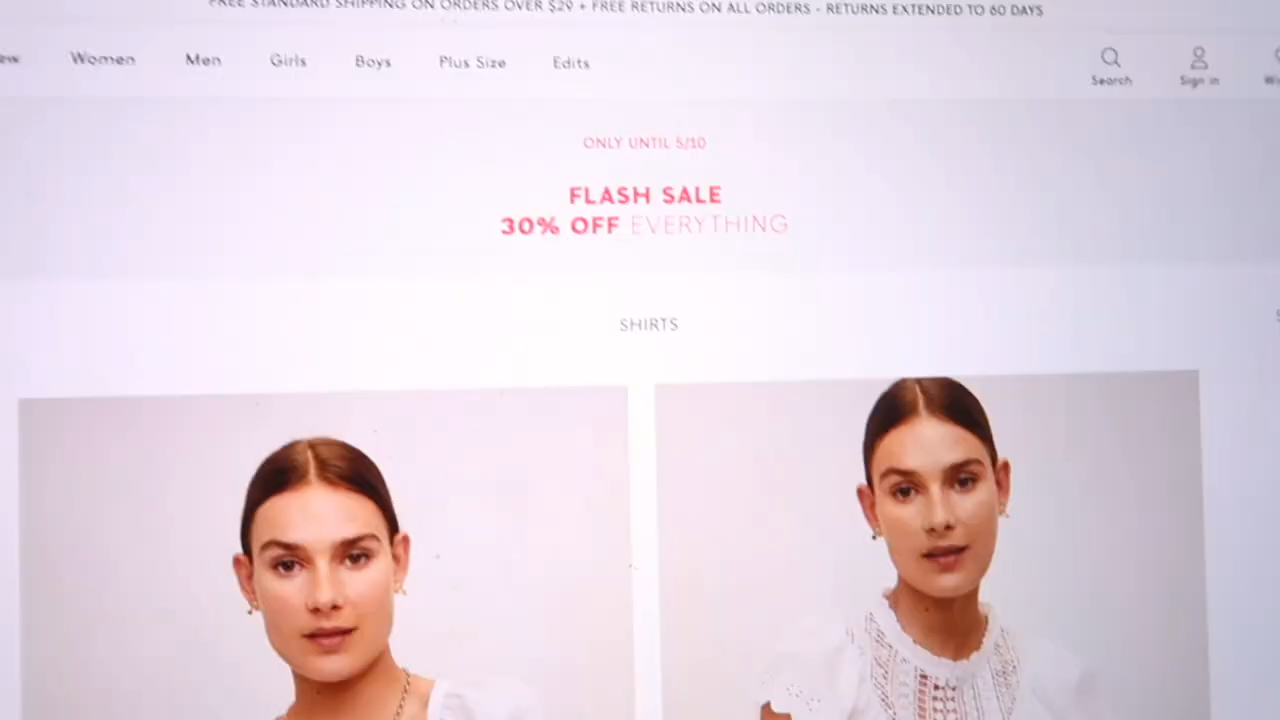 FREE STANDARD SHIPPING ON ORDERS OVER $29 + FREE RETURNS ON ALL ORDERS - RETURNS EXTENDED TO 60 DAYS
Women Men Girls Boys Plus Size Edits
Search Sign in
ONLY UNTIL 5/10
FLASH SALE
30% OFF EVERYTHING
SHIRTS